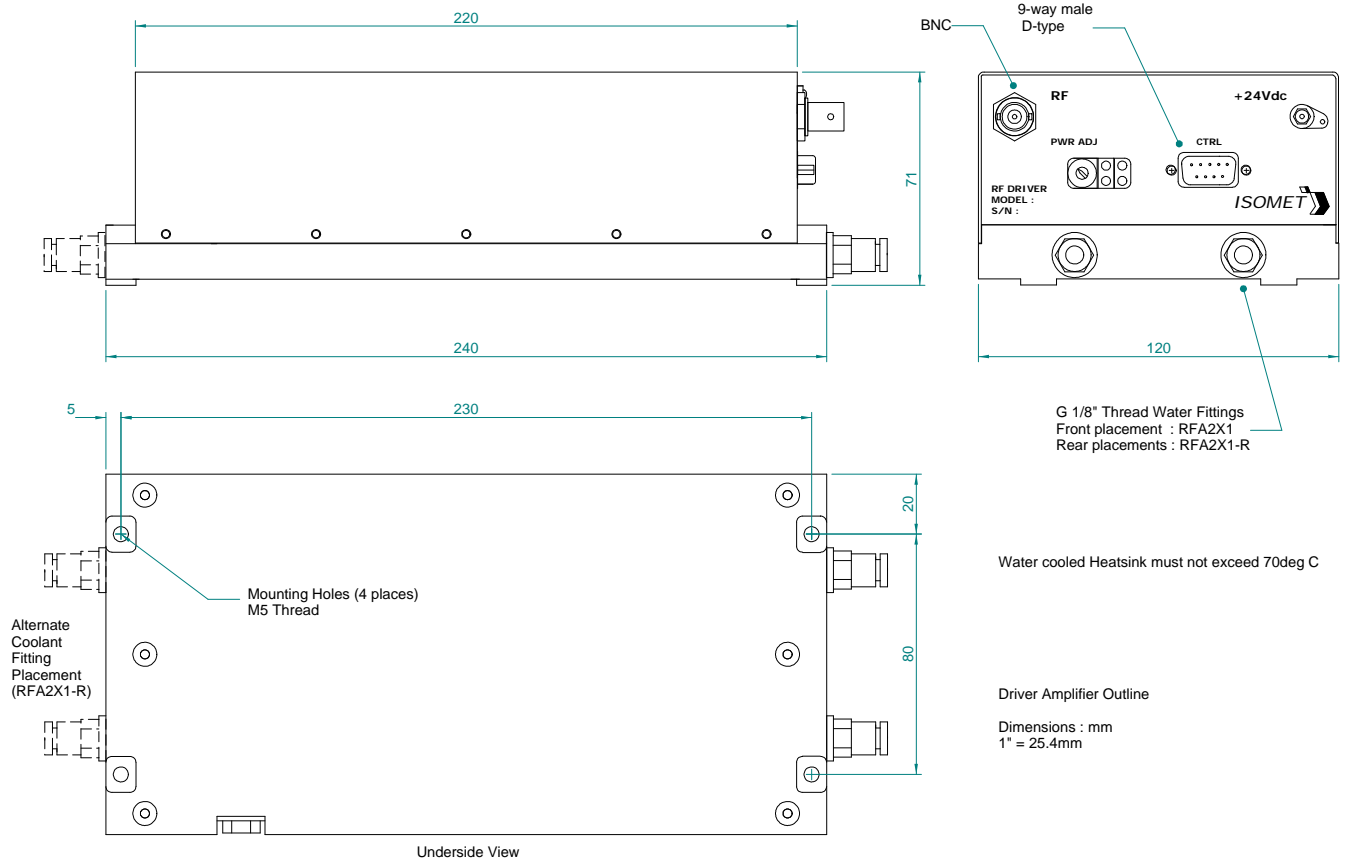 220
BNC
9-way male
D-type
RF
+24Vdc
PWR ADJ
CTRL
RF DRIVER
MODEL :
S/N :
ISOMET
71
240
120
G 1/8" Thread Water Fittings
Front placement : RFA2X1
Rear placements : RFA2X1-R
5
230
20
Water cooled Heatsink must not exceed 70deg C
Mounting Holes (4 places)
M5 Thread
Alternate
Coolant
Fitting
Placement
(RFA2X1-R)
80
Driver Amplifier Outline
Dimensions : mm
1" = 25.4mm
Underside View